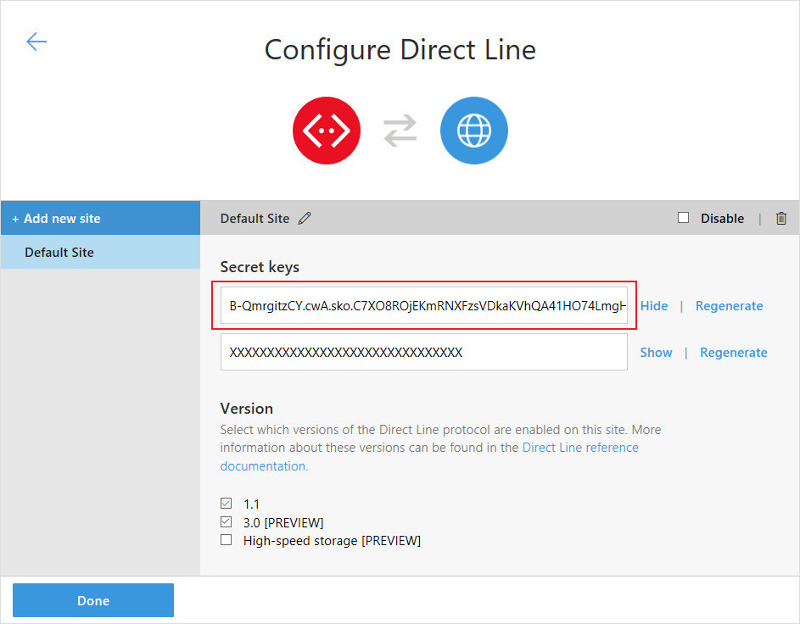 Configure Direct Line
+ Add new site
Default Site
Default Site
Disable |
Secret keys
B-QmrgitzCY.cwA.sko.C7XO8ROjEKmRNXFzsVDkaKVhQA41HO74LmgH
Hide | Regenerate
XXXXXXXXXXXXXXXXXXXXXXXXXXXXXXX
Show | Regenerate
Version
Select which versions of the Direct Line protocol are enabled on this site. More
information about these versions can be found in the Direct Line reference
documentation.
1.1
3.0 [PREVIEW]
High-speed storage [PREVIEW]
Done